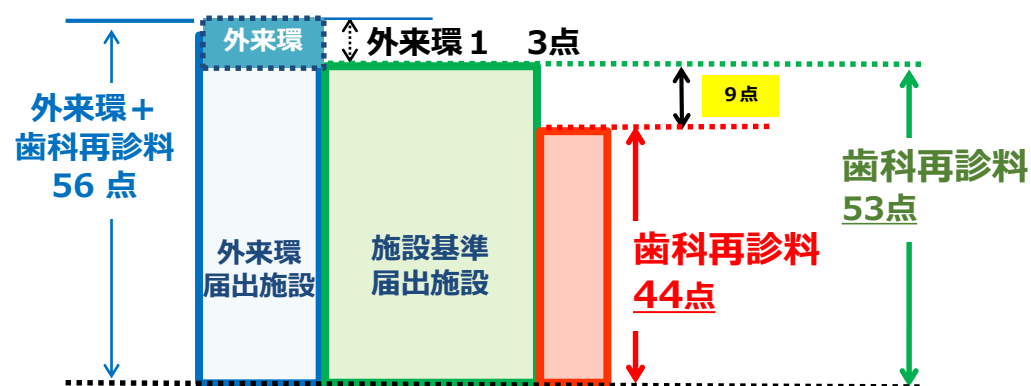 外来環
外来環１　3点
9点
外来環＋
歯科再診料
56 点
歯科再診料
53点
外来環
届出施設
施設基準
届出施設
歯科再診料
44点